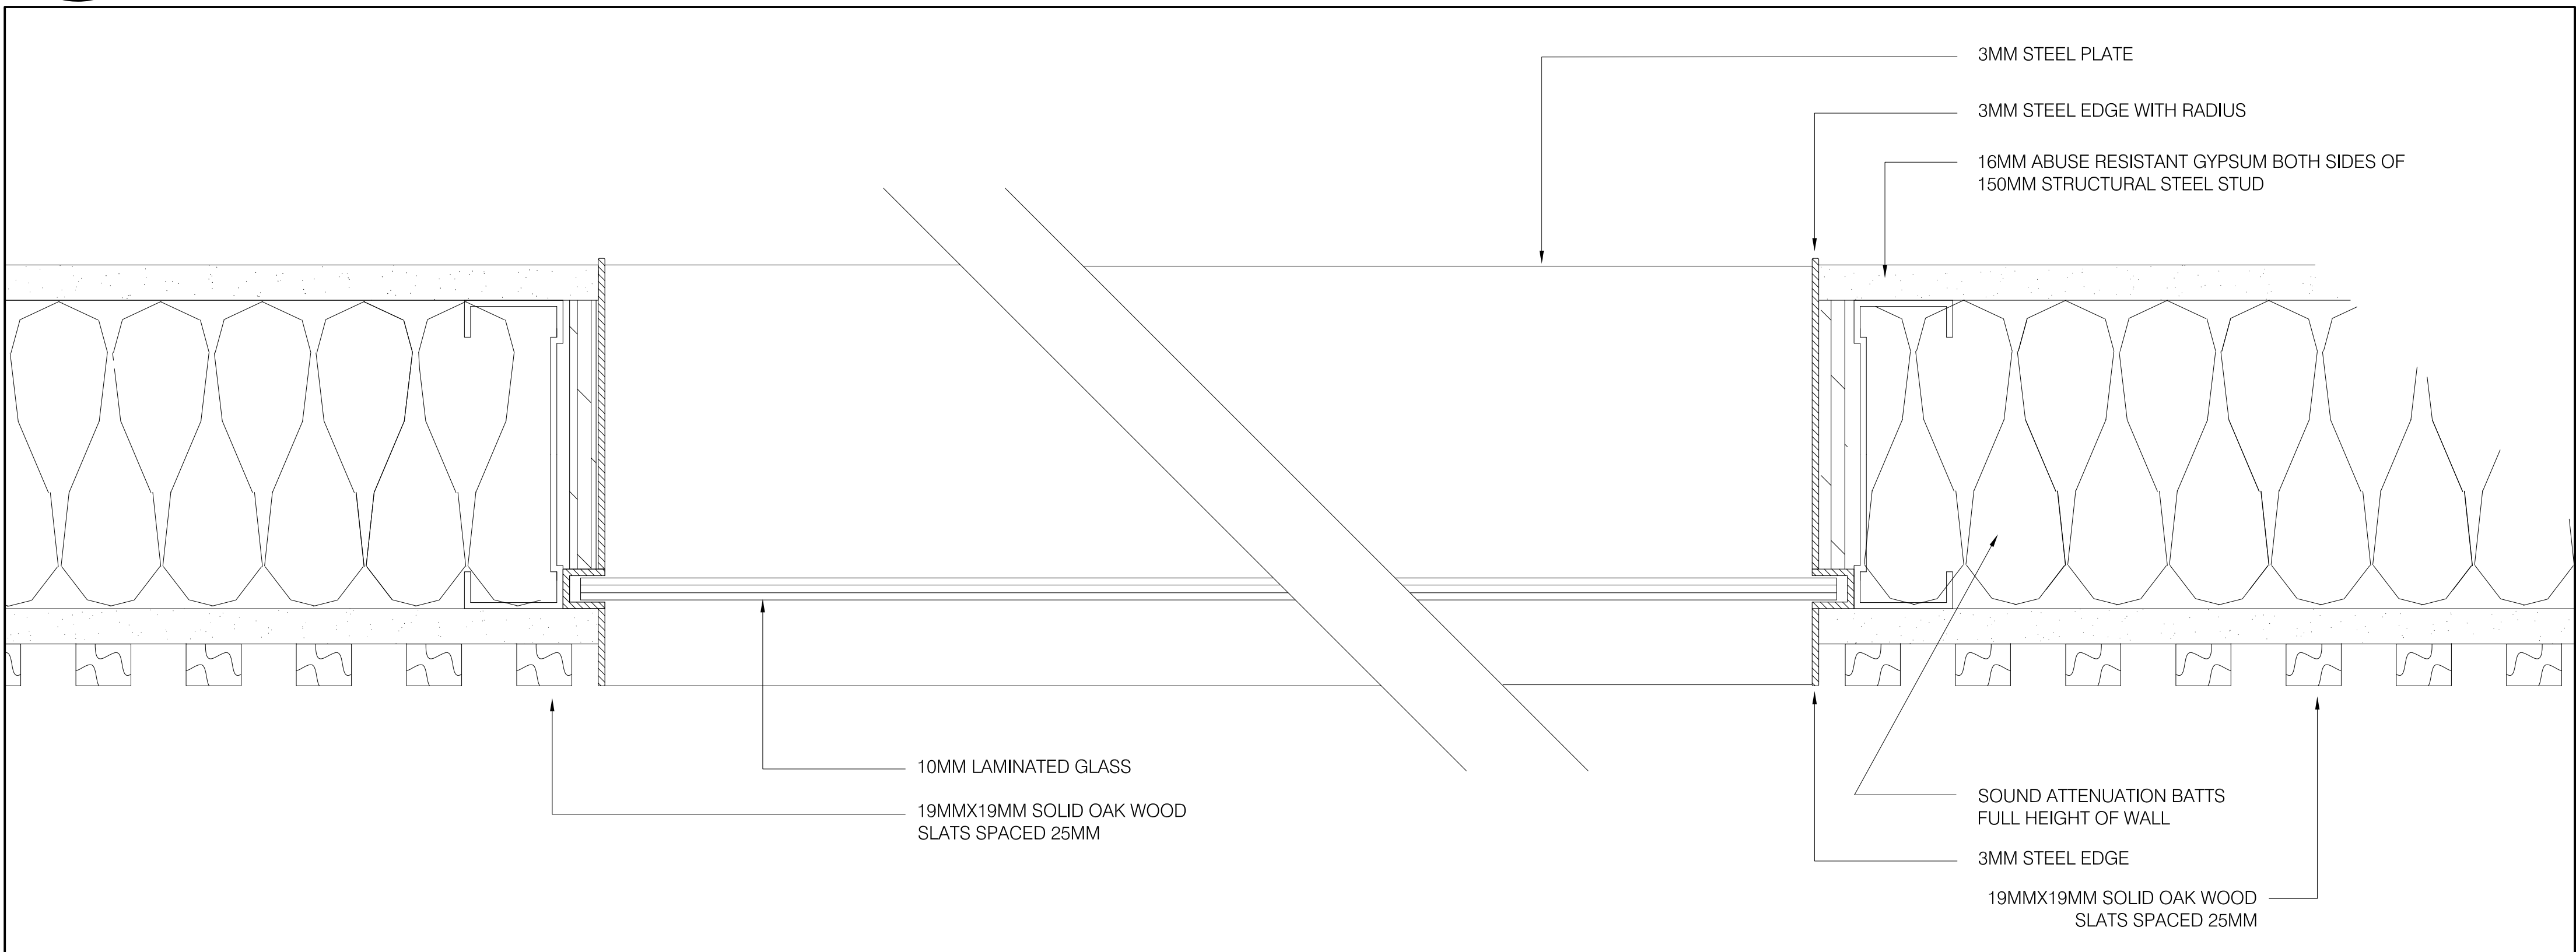 3MM STEEL PLATE
3MM STEEL EDGE WITH RADIUS
16MM ABUSE RESISTANT GYPSUM BOTH SIDES OF
150MM STRUCTURAL STEEL STUD
10MM LAMINATED GLASS
19MMX19MM SOLID OAK WOOD
SLATS SPACED 25MM
SOUND ATTENUATION BATTS
FULL HEIGHT OF WALL
3MM STEEL EDGE
19MMX19MM SOLID OAK WOOD
SLATS SPACED 25MM